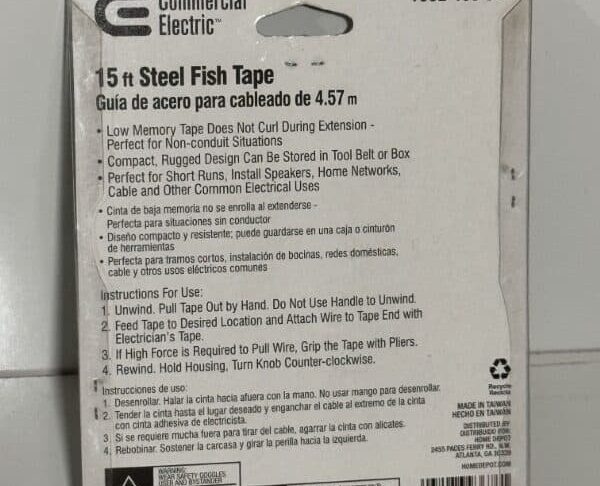 Commercial
Electric™
15 ft Steel Fish Tape
Guía de acero para cableado de 4.57 m
• Low Memory Tape Does Not Curl During Extension -
Perfect for Non-conduit Situations
• Compact, Rugged Design Can Be Stored in Tool Belt or Box
• Perfect for Short Runs, Install Speakers, Home Networks,
Cable and Other Common Electrical Uses
• Cinta de baja memoria no se enrolla al extenderse -
Perfecta para situaciones sin conductor
• Diseño compacto y resistente; puede guardarse en una caja o cinturón
de herramientas
• Perfecta para tramos cortos, instalación de bocinas, redes domésticas,
cable y otros usos eléctricos comunes
Instructions For Use:
1. Unwind. Pull Tape Out by Hand. Do Not Use Handle to Unwind.
2. Feed Tape to Desired Location and Attach Wire to Tape End with
Electrician's Tape.
3. If High Force is Required to Pull Wire, Grip the Tape with Pliers.
4. Rewind. Hold Housing, Turn Knob Counter-clockwise.
Instrucciones de uso:
1. Desenrollar. Halar la cinta hacia afuera con la mano. No usar mango para desenrollar.
2. Tender la cinta hasta el lugar deseado y enganchar el cable al extremo de la cinta
con cinta adhesiva de electricista.
3. Si se requiere mucha fuera para tirar del cable, agarrar la cinta con alicates.
4. Rebobinar. Sostener la carcasa y girar la perilla hacia la izquierda.
Recycle
Recicla
MADE IN TAIWAN
HECHO EN TAIWÁN
DISTRIBUTED BY
DISTRIBUIDO POR:
HOME DEPOT
2455 PACES FERRY RD., N.W.
ATLANTA, GA 30339
HOMEDEPOT.COM
WARNING:
WEAR SAFETY GOGGLES
USER AND BYSTANDER